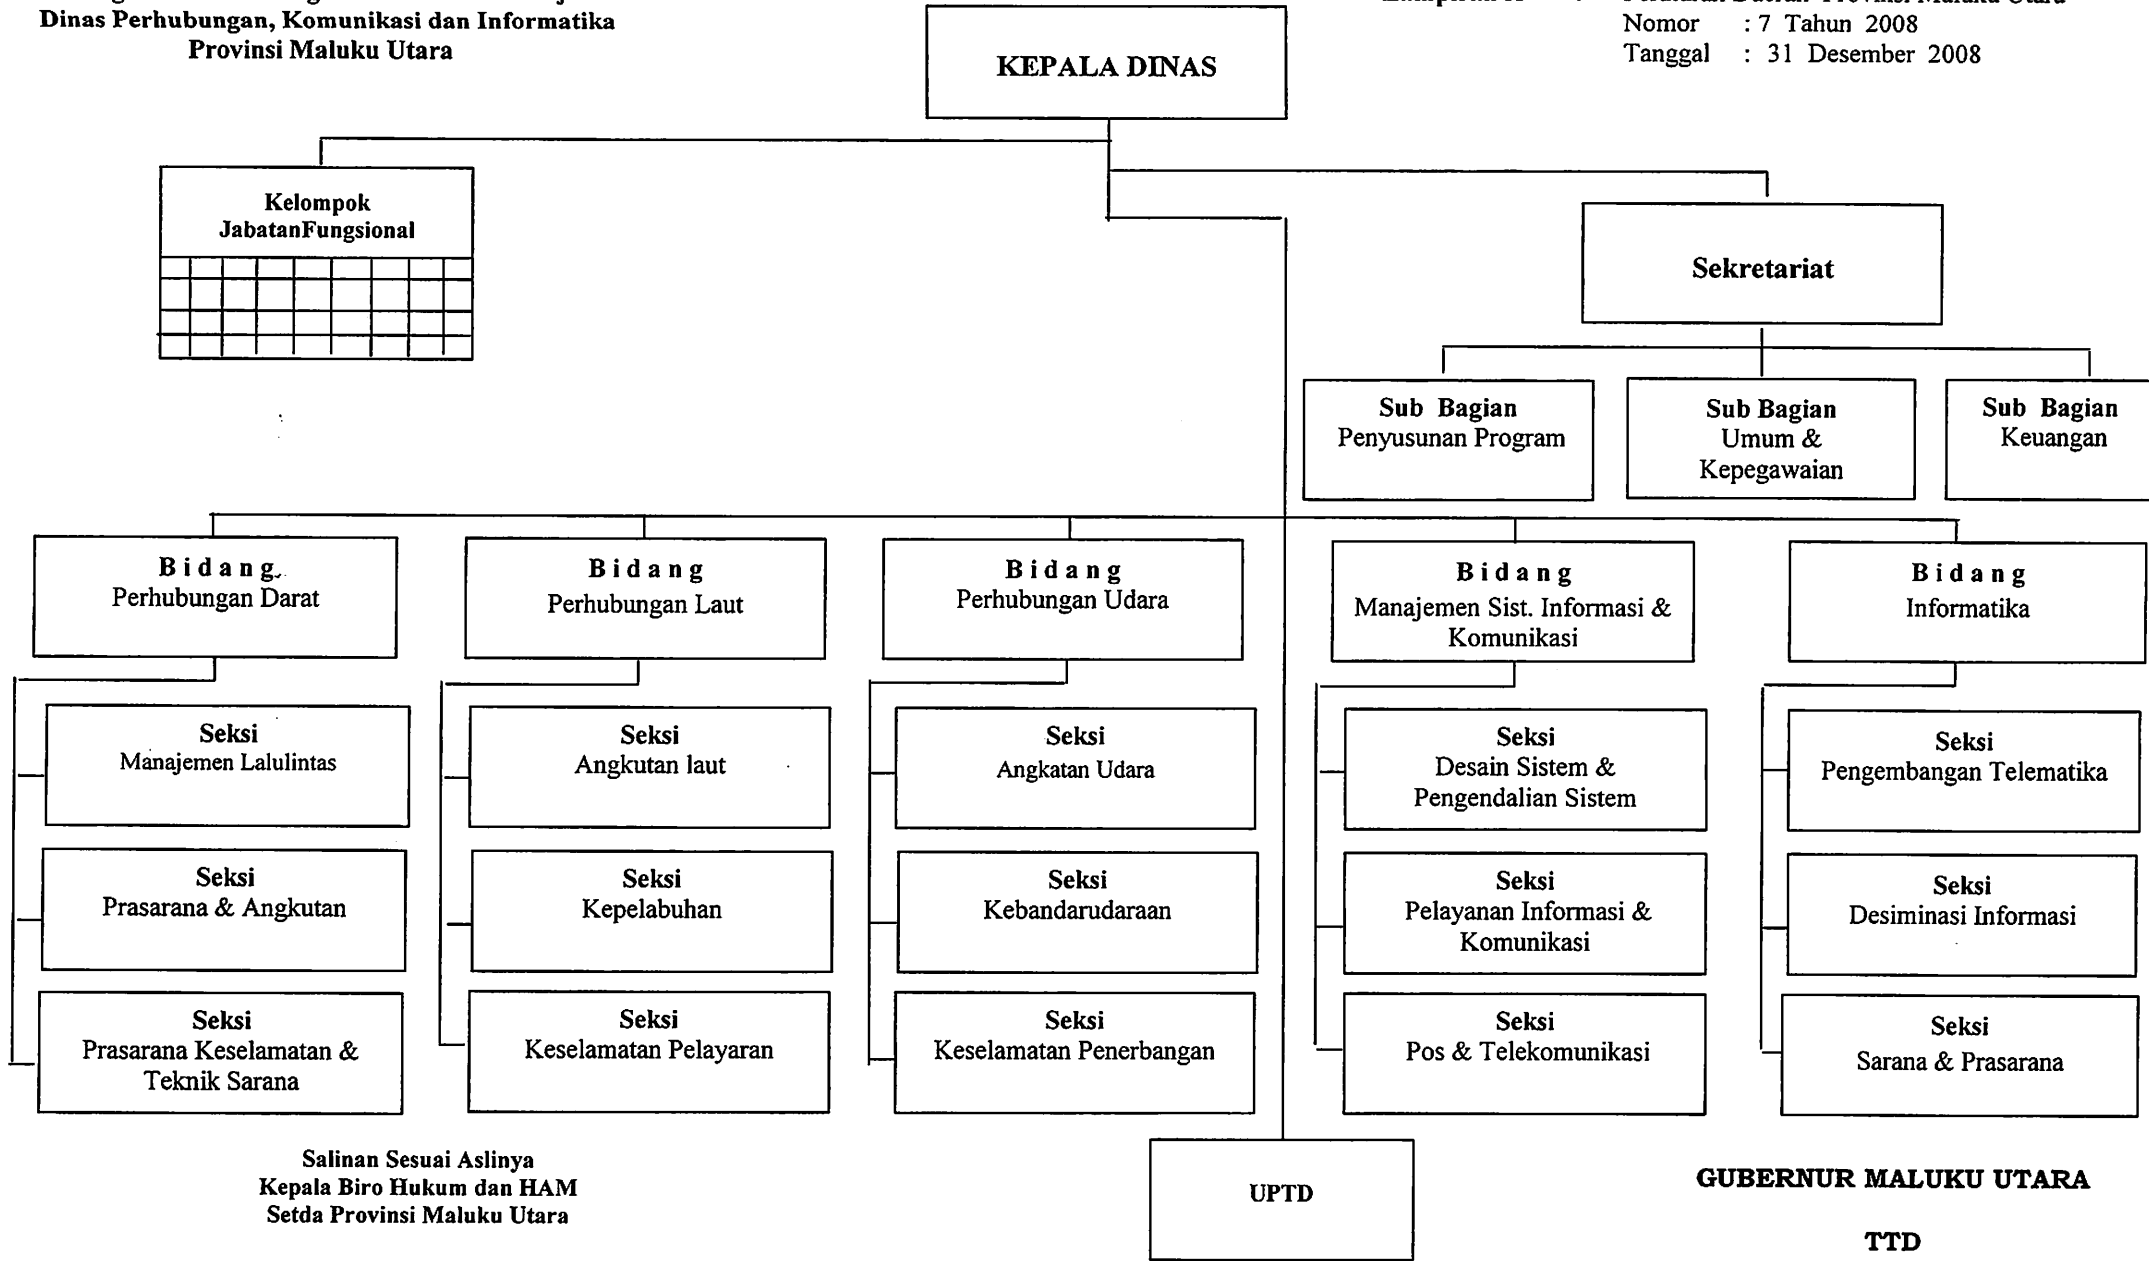 Dinas Perhubungan, Komunikasi dan Informatika
Provinsi Maluku Utara
Nomor : 7 Tahun 2008
Tanggal : 31 Desember 2008
KEPALA DINAS
Kelompok
JabatanFungsional
Sekretariat
Sub Bagian
Penyusunan Program
Sub Bagian
Umum &
Kepegawaian
Sub Bagian
Keuangan
Bidang
Perhubungan Darat
Bidang
Perhubungan Laut
Bidang
Perhubungan Udara
Bidang
Manajemen Sist. Informasi &
Komunikasi
Bidang
Informatika
Seksi
Manajemen Lalulintas
Seksi
Angkutan laut
Seksi
Angkatan Udara
Seksi
Desain Sistem &
Pengendalian Sistem
Seksi
Pengembangan Telematika
Seksi
Prasarana & Angkutan
Seksi
Kepelabuhan
Seksi
Kebandarudaraan
Seksi
Pelayanan Informasi &
Komunikasi
Seksi
Desiminasi Informasi
Seksi
Prasarana Keselamatan &
Teknik Sarana
Seksi
Keselamatan Pelayaran
Seksi
Keselamatan Penerbangan
Seksi
Pos & Telekomunikasi
Seksi
Sarana & Prasarana
Salinan Sesuai Aslinya
Kepala Biro Hukum dan HAM
Setda Provinsi Maluku Utara
UPTD
GUBERNUR MALUKU UTARA
TTD